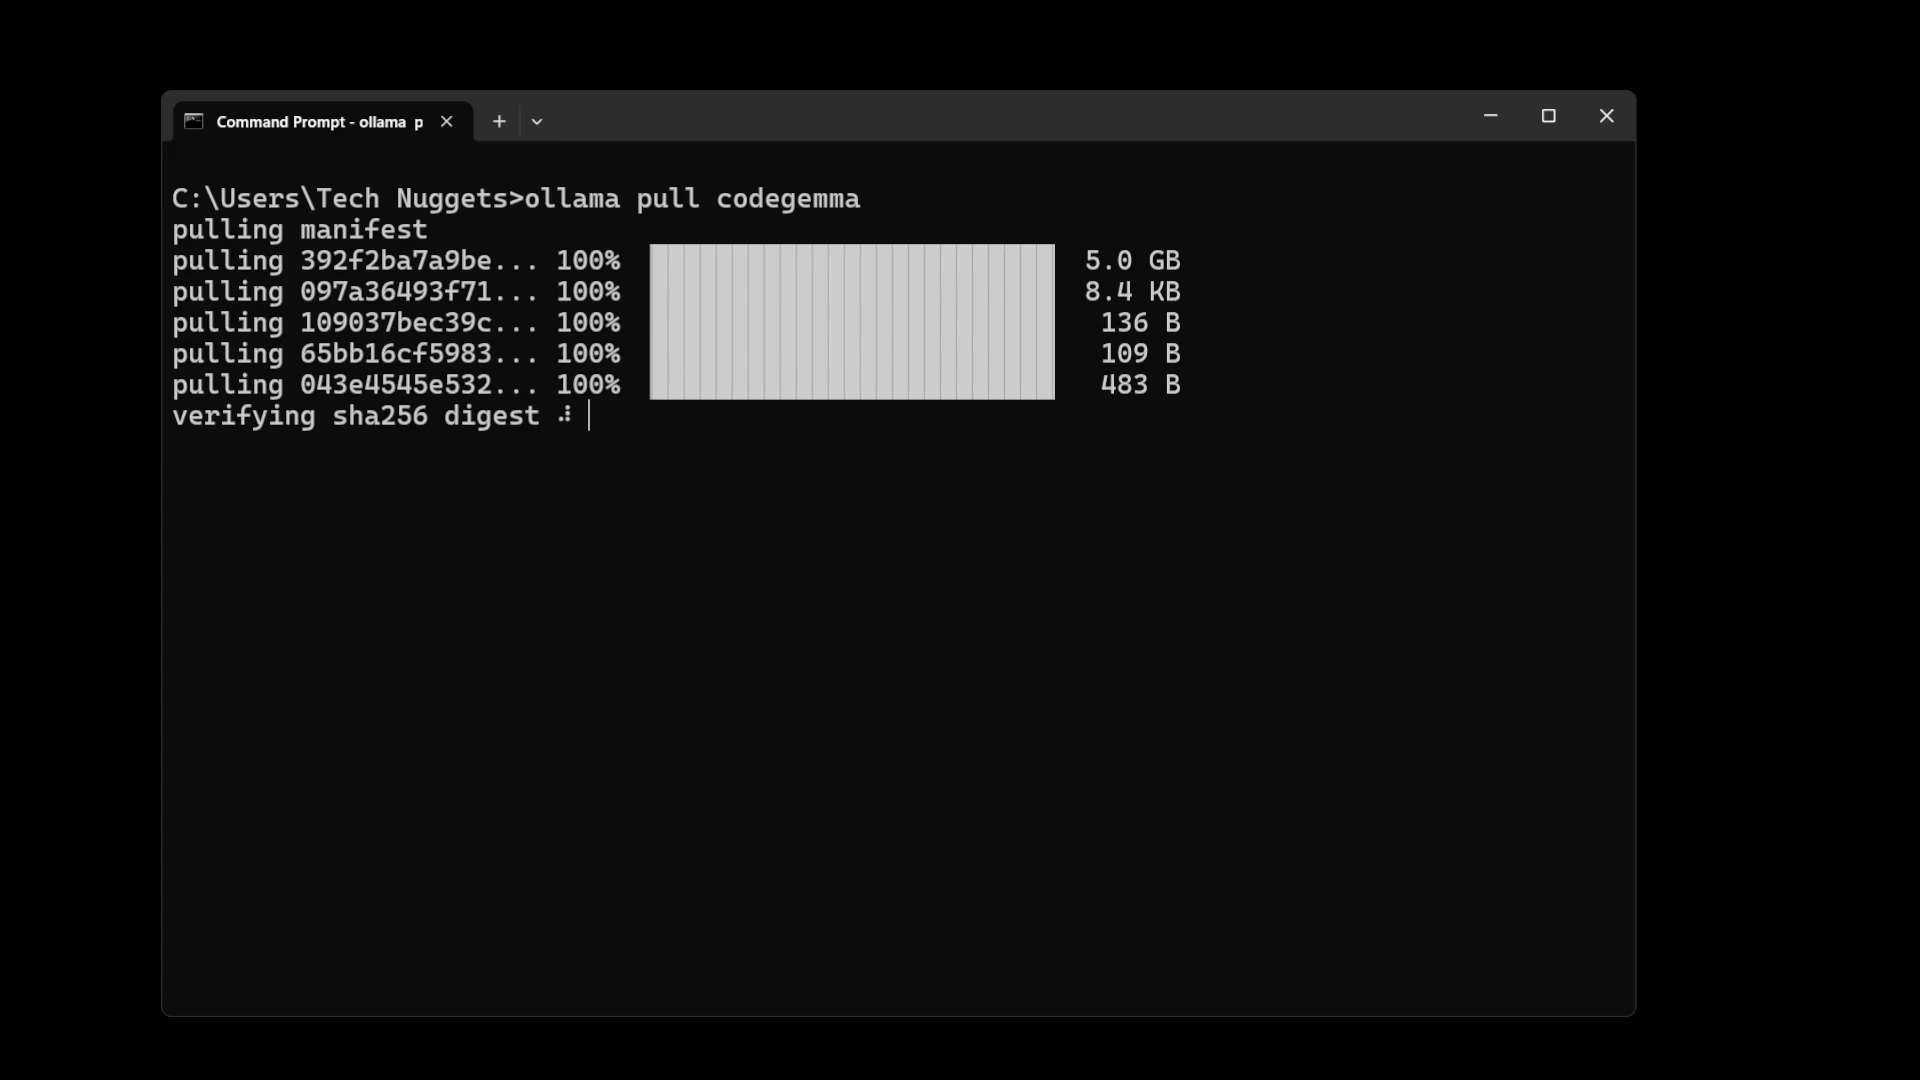 Command Prompt - ollama  p
C:\Users\Tech Nuggets>ollama pull codegemma
pulling manifest
pulling 392f2ba7a9be... 100% 5.0 GB
pulling 097a36493f71... 100% 8.4 KB
pulling 109037bec39c... 100% 136 B
pulling 65bb16cf5983... 100% 109 B
pulling 043e4545e532... 100% 483 B
verifying sha256 digest